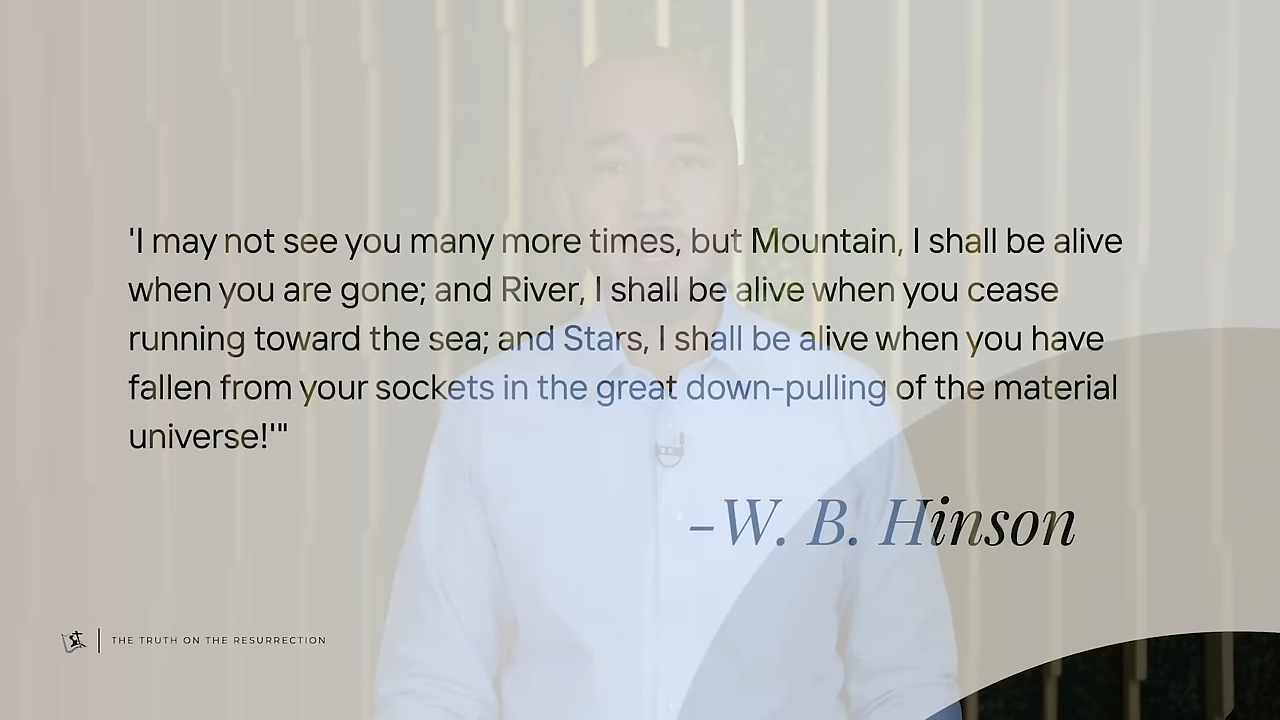 'I may not see you many more times, but Mountain, I shall be alive
when you are gone; and River, I shall be alive when you cease
running toward the sea; and Stars, I shall be alive when you have
fallen from your sockets in the great down-pulling of the material
universe!'"
–W. B. Hinson
THE TRUTH ON THE RESURRECTION